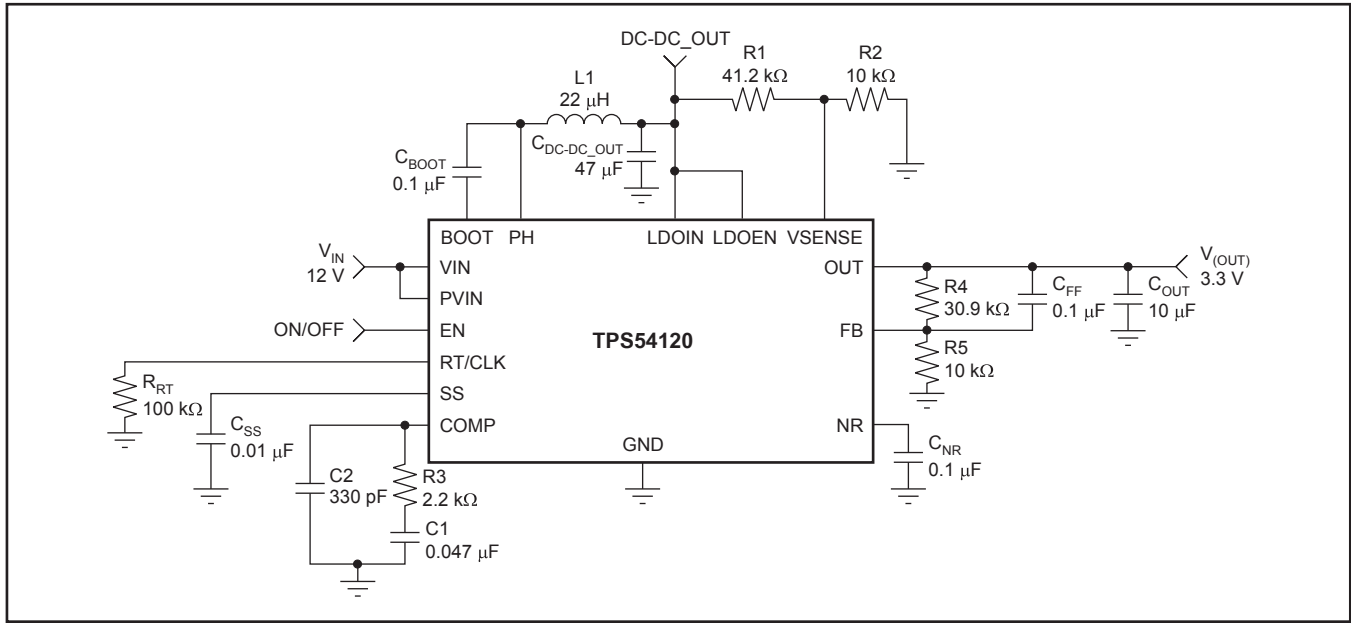 DC-DC_OUT
R1
41.2 kΩ
R2
10 kΩ
L1
22 μH
C_DC-DC_OUT
47 μF
C_BOOT
0.1 μF
BOOT
PH
LDOIN
LDOEN
VSENSE
V_IN
12 V
VIN
PVIN
ON/OFF
EN
RT/CLK
SS
COMP
R_RT
100 kΩ
C_SS
0.01 μF
C2
330 pF
R3
2.2 kΩ
C1
0.047 μF
TPS54120
GND
OUT
FB
NR
R4
30.9 kΩ
R5
10 kΩ
C_FF
0.1 μF
C_OUT
10 μF
V_(OUT)
3.3 V
C_NR
0.1 μF